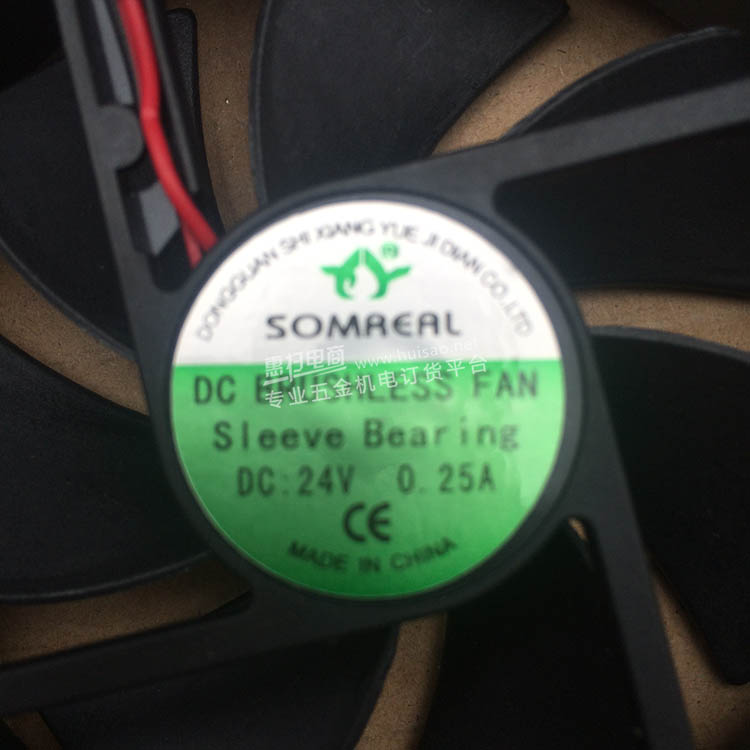 DONGGUAN SHI XIANG YUE JI DIAN CO.,LTD
®
SOMREAL
惠扫电商 www.huisao.net
专业五金机电订货平台
DC BRUSHLESS FAN
Sleeve Bearing
DC:24V 0.25A
CE
MADE IN CHINA